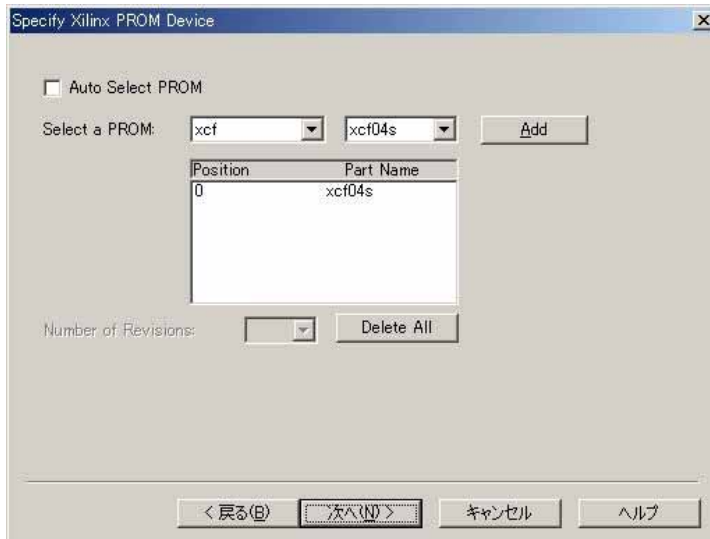 Specify Xilinx PROM Device
Auto Select PROM
Select a PROM: xcf xcf04s Add
Position Part Name
0 xcf04s
Number of Revisions: Delete All
< 戻る(B) 次へ(N) > キャンセル ヘルプ